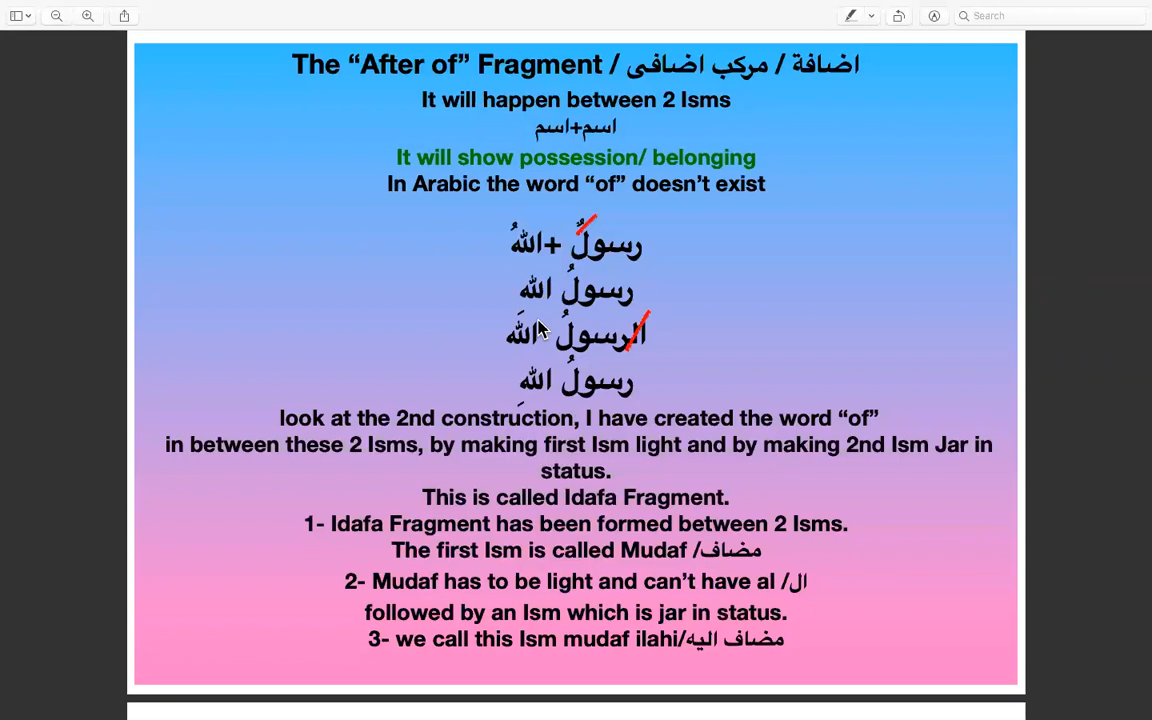 Search
The “After of” Fragment / اضافة / مركب اضافى
It will happen between 2 Isms
اسم+اسم
It will show possession/ belonging
In Arabic the word “of” doesn’t exist
رسولٌ +اللهُ
رسولُ اللهِ
الرسولُ اللهِ
رسولُ اللهِ
look at the 2nd construction, I have created the word “of”
in between these 2 Isms, by making first Ism light and by making 2nd Ism Jar in
status.
This is called Idafa Fragment.
1- Idafa Fragment has been formed between 2 Isms.
The first Ism is called Mudaf /مضاف
2- Mudaf has to be light and can’t have al /ال
followed by an Ism which is jar in status.
3- we call this Ism mudaf ilahi/مضاف اليه